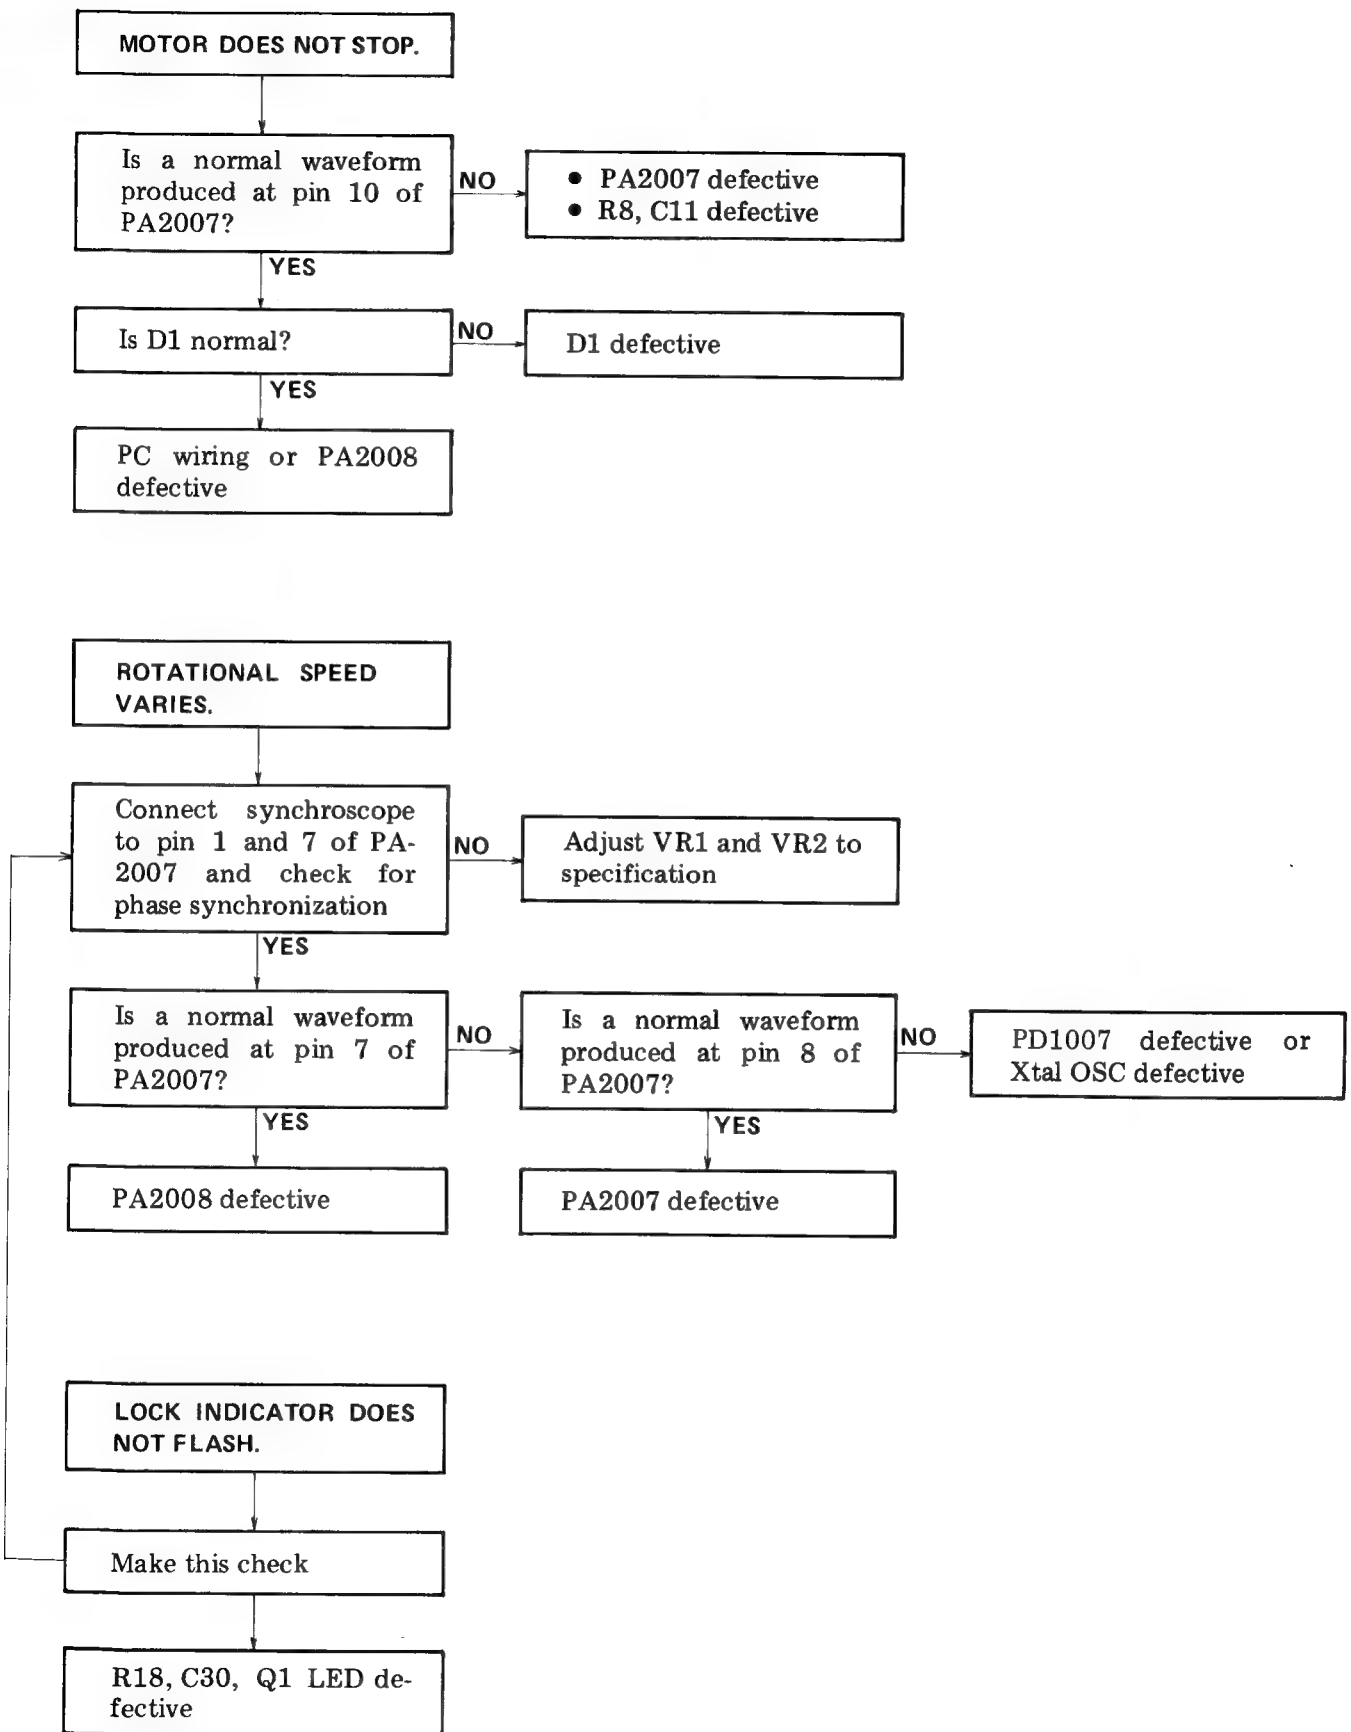 MOTOR DOES NOT STOP.
Is a normal waveform
produced at pin 10 of
PA2007?
NO
• PA2007 defective
• R8, C11 defective
YES
Is D1 normal?
NO
D1 defective
YES
PC wiring or PA2008
defective
ROTATIONAL SPEED
VARIES.
Connect synchroscope
to pin 1 and 7 of PA-
2007 and check for
phase synchronization
NO
Adjust VR1 and VR2 to
specification
YES
Is a normal waveform
produced at pin 7 of
PA2007?
NO
Is a normal waveform
produced at pin 8 of
PA2007?
NO
PD1007 defective or
Xtal OSC defective
YES
YES
PA2008 defective
PA2007 defective
LOCK INDICATOR DOES
NOT FLASH.
Make this check
R18, C30, Q1 LED de-
fective